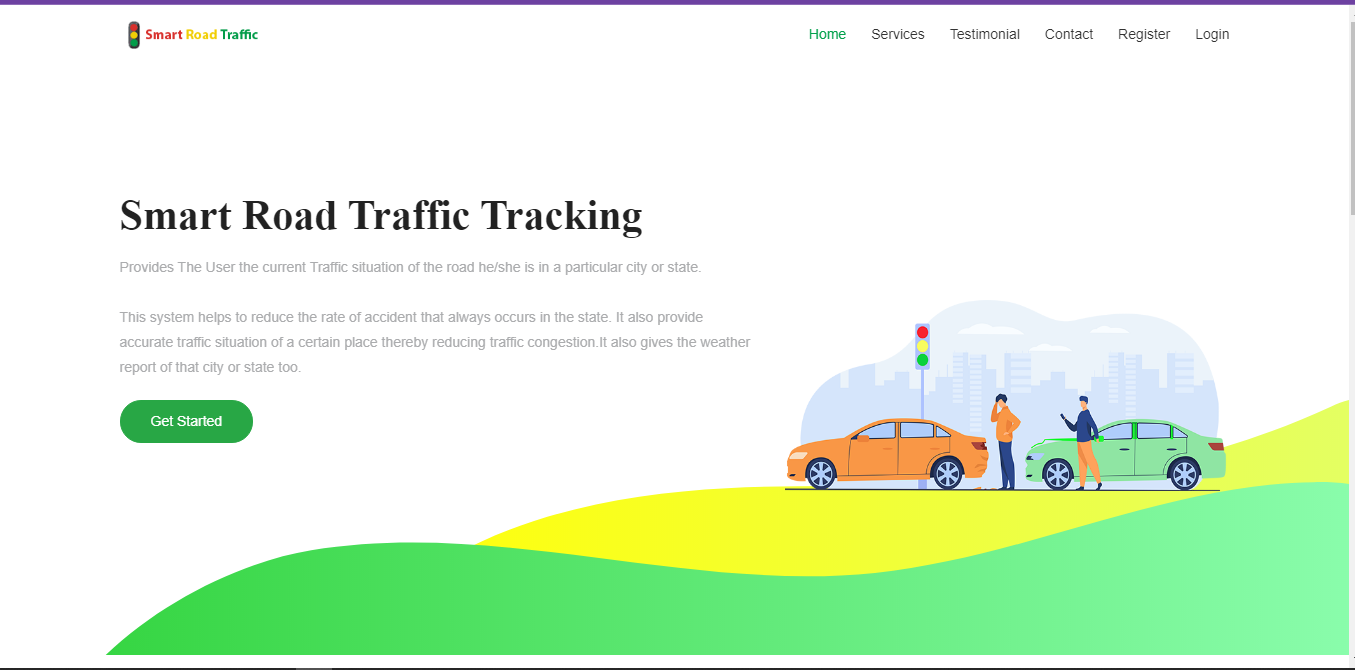 Smart Road Traffic
Home Services Testimonial Contact Register Login
Smart Road Traffic Tracking
Provides The User the current Traffic situation of the road he/she is in a particular city or state.
This system helps to reduce the rate of accident that always occurs in the state. It also provide
accurate traffic situation of a certain place thereby reducing traffic congestion.It also gives the weather
report of that city or state too.
Get Started